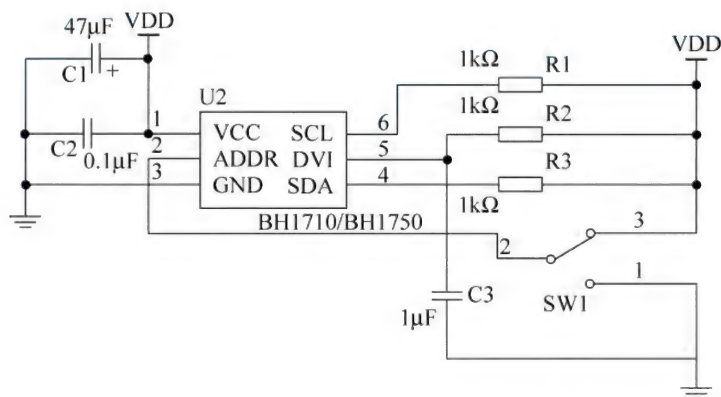 47μF
VDD
C1
+
C2
0.1μF
1
2
3
U2
VCC SCL
ADDR DVI
GND SDA
BH1710/BH1750
6
5
4
1kΩ R1
1kΩ R2
R3
1kΩ
VDD
3
2
1
SW1
C3
1μF